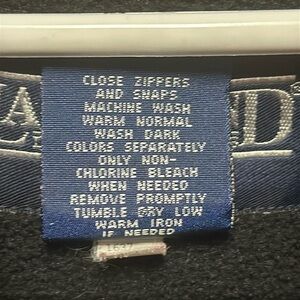 CLOSE ZIPPERS
AND SNAPS
MACHINE WASH
WARM NORMAL
WASH DARK
COLORS SEPARATELY
ONLY NON-
CHLORINE BLEACH
WHEN NEEDED
REMOVE PROMPTLY
TUMBLE DRY LOW
WARM IRON
IF NEEDED